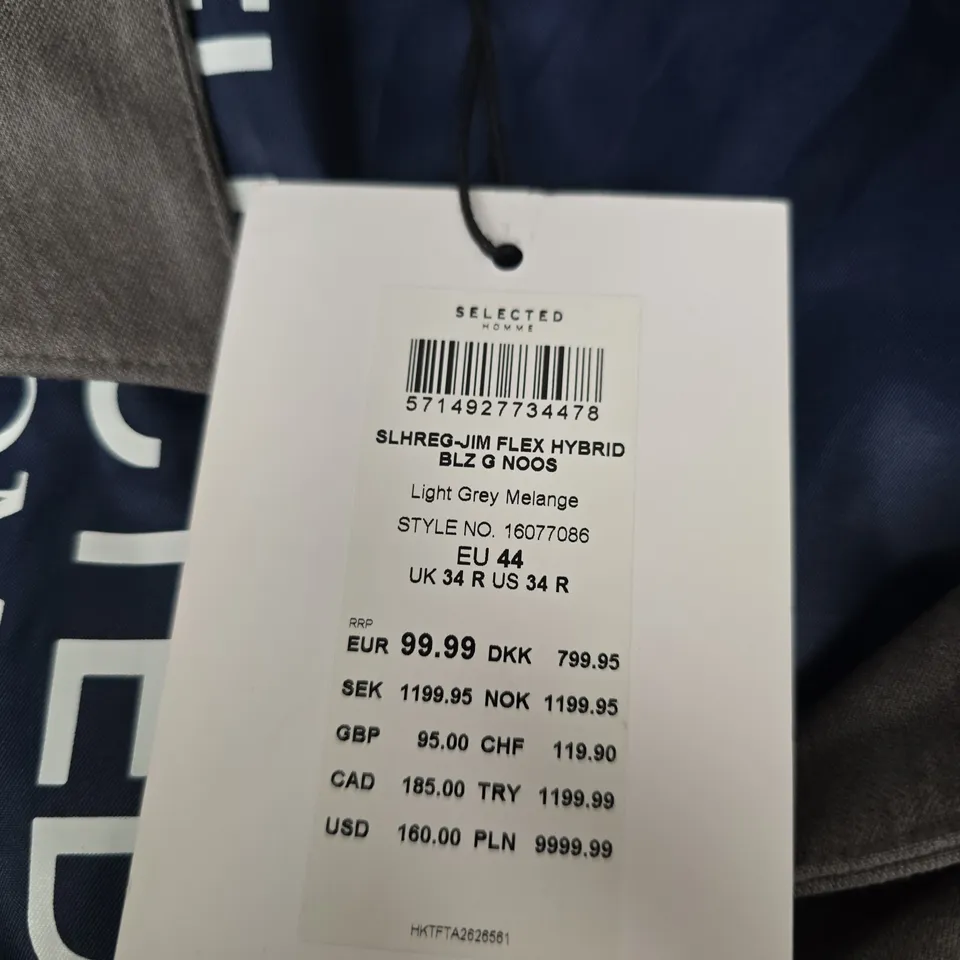 SELECTED
HOMME
5714927734478
SLHREG-JIM FLEX HYBRID
BLZ G NOOS
Light Grey Melange
STYLE NO. 16077086
EU 44
UK 34 R US 34 R
RRP
EUR 99.99 DKK 799.95
SEK 1199.95 NOK 1199.95
GBP 95.00 CHF 119.90
CAD 185.00 TRY 1199.99
USD 160.00 PLN 9999.99
HKTFTA2626561
CTED